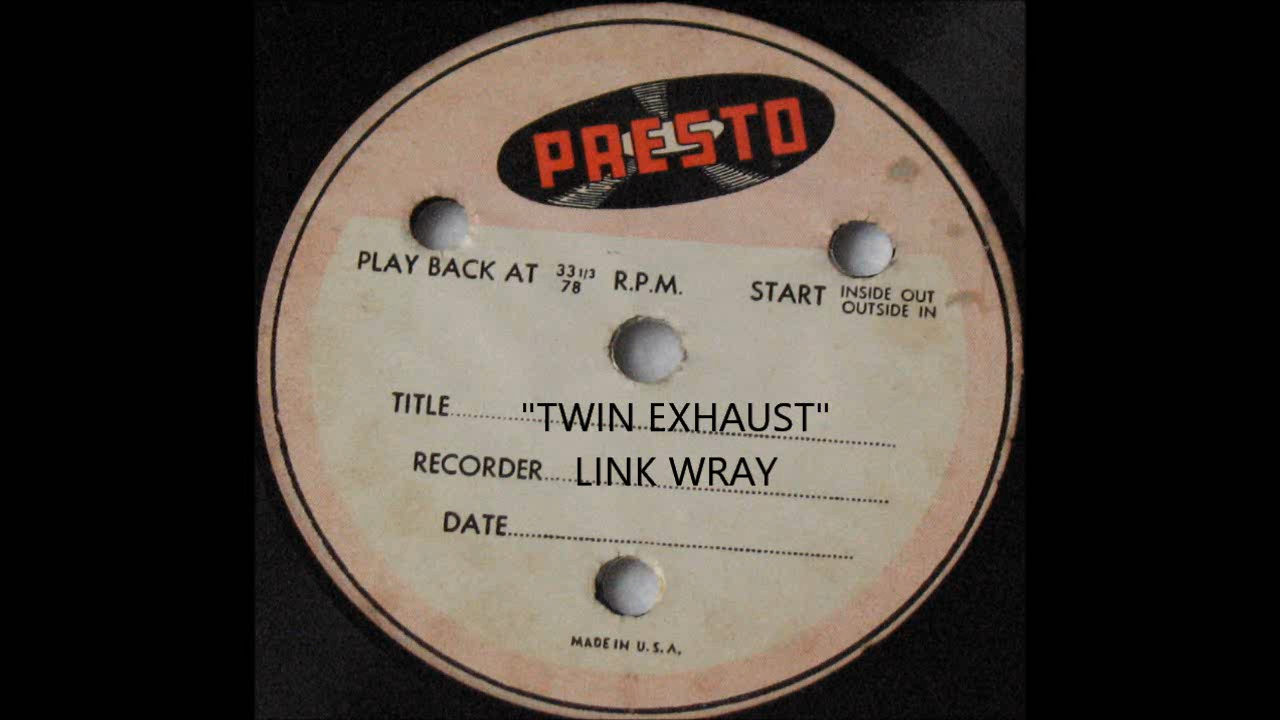 PRESTO
PLAY BACK AT 33 1/3 78 R.P.M. START INSIDE OUT OUTSIDE IN
TITLE "TWIN EXHAUST"
RECORDER LINK WRAY
DATE
MADE IN U.S.A.